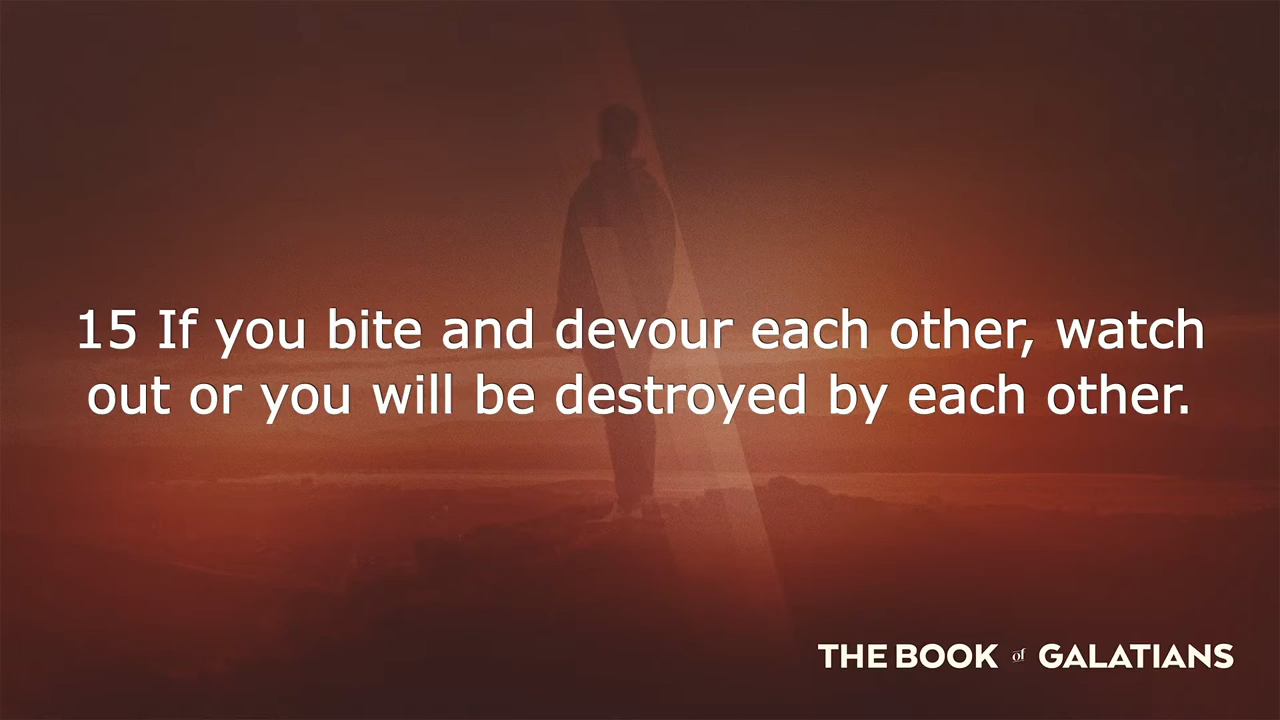 15 If you bite and devour each other, watch
out or you will be destroyed by each other.
THE BOOK of GALATIANS